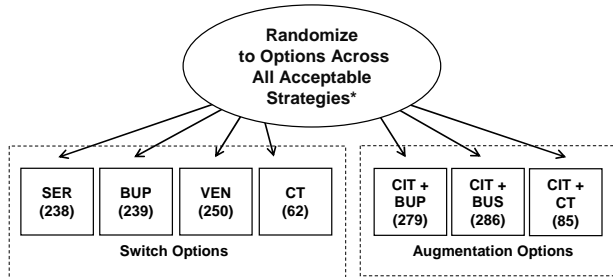 Randomize
to Options Across
All Acceptable
Strategies*
SER
(238)
BUP
(239)
VEN
(250)
CT
(62)
CIT +
BUP
(279)
CIT +
BUS
(286)
CIT +
CT
(85)
Switch Options
Augmentation Options